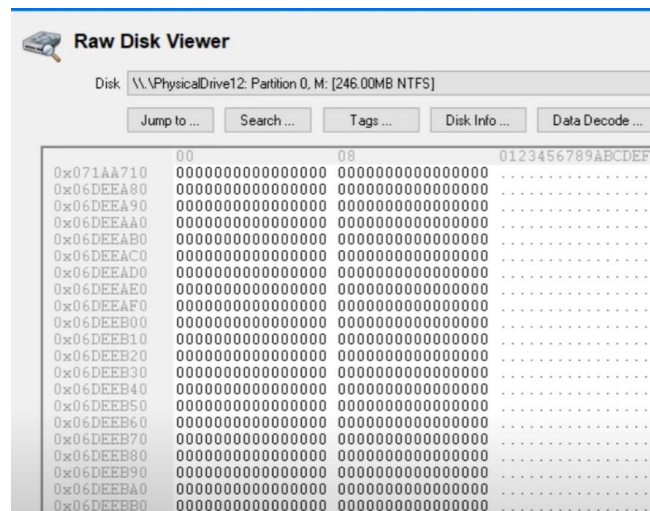 Raw Disk Viewer
Disk \\.\PhysicalDrive12: Partition 0, M: [246.00MB NTFS]
Jump to ... Search ... Tags ... Disk Info ... Data Decode ...
00 08 0123456789ABCDEF
0x071AA710 0000000000000000 0000000000000000 ................
0x06DEEA80 0000000000000000 0000000000000000 ................
0x06DEEA90 0000000000000000 0000000000000000 ................
0x06DEEAA0 0000000000000000 0000000000000000 ................
0x06DEEAB0 0000000000000000 0000000000000000 ................
0x06DEEAC0 0000000000000000 0000000000000000 ................
0x06DEEAD0 0000000000000000 0000000000000000 ................
0x06DEEAE0 0000000000000000 0000000000000000 ................
0x06DEEAF0 0000000000000000 0000000000000000 ................
0x06DEEB00 0000000000000000 0000000000000000 ................
0x06DEEB10 0000000000000000 0000000000000000 ................
0x06DEEB20 0000000000000000 0000000000000000 ................
0x06DEEB30 0000000000000000 0000000000000000 ................
0x06DEEB40 0000000000000000 0000000000000000 ................
0x06DEEB50 0000000000000000 0000000000000000 ................
0x06DEEB60 0000000000000000 0000000000000000 ................
0x06DEEB70 0000000000000000 0000000000000000 ................
0x06DEEB80 0000000000000000 0000000000000000 ................
0x06DEEB90 0000000000000000 0000000000000000 ................
0x06DEEBA0 0000000000000000 0000000000000000 ................
0x06DEEBB0 0000000000000000 0000000000000000 ................